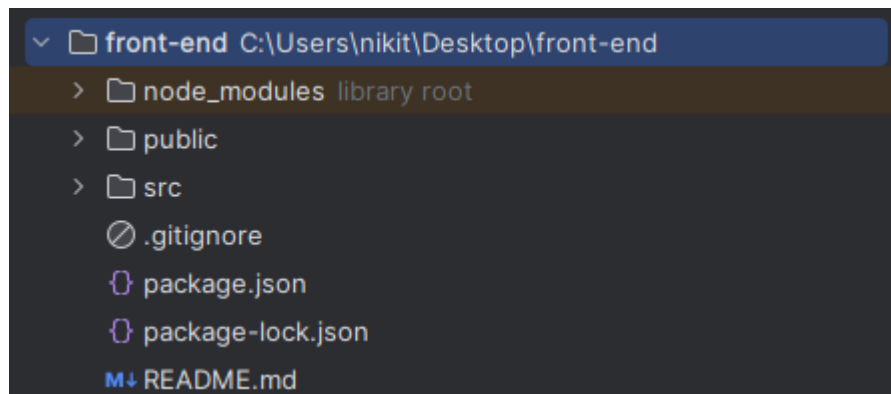 front-end C:\Users\nikit\Desktop\front-end
node_modules library root
public
src
.gitignore
package.json
package-lock.json
M↓ README.md